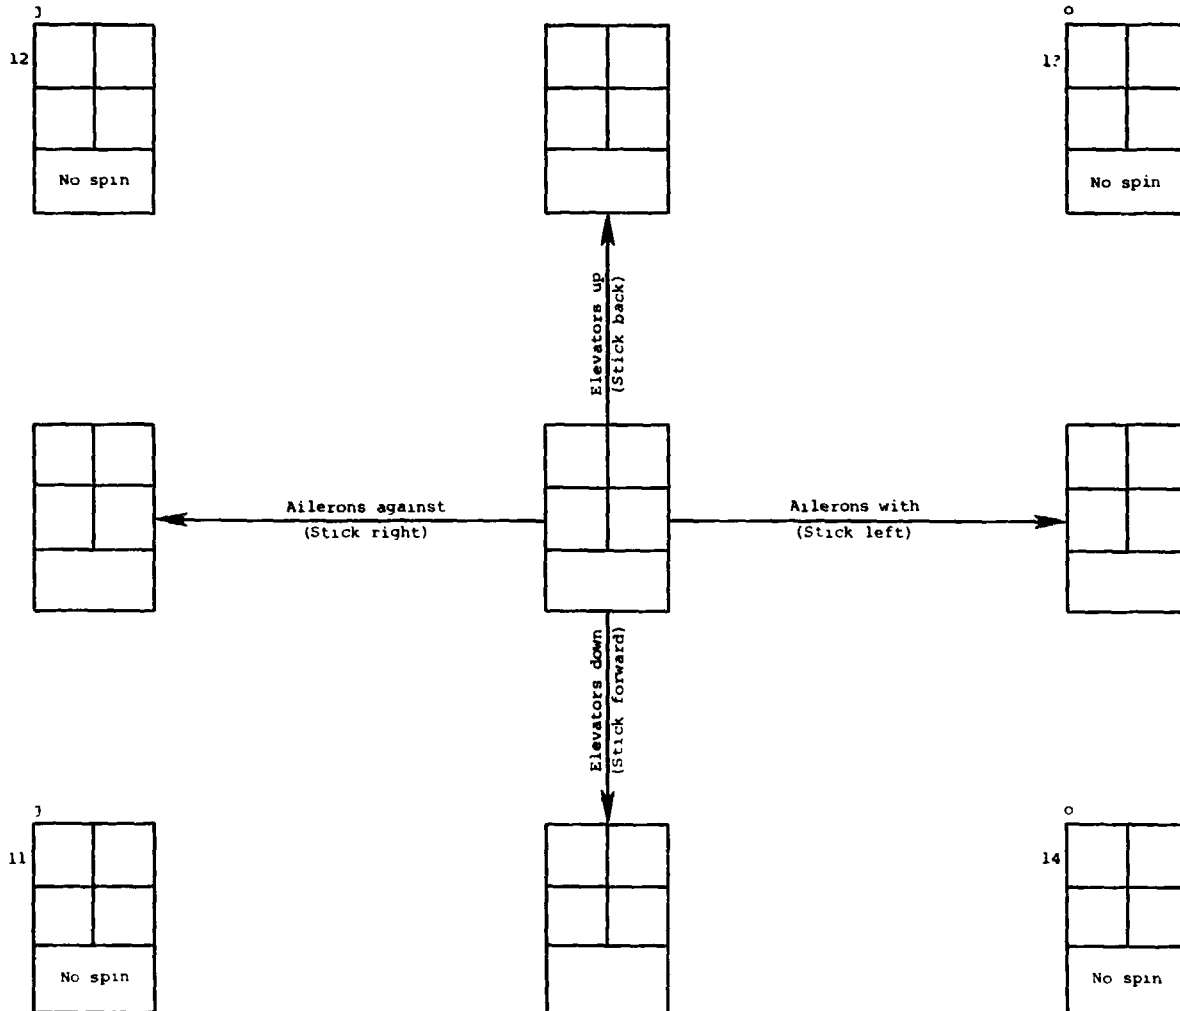 12
No spin
No spin
Elevators up
(Stick back)
Ailerons against
(Stick right)
Ailerons with
(Stick left)
Elevators down
(Stick forward)
11
14
No spin
No spin